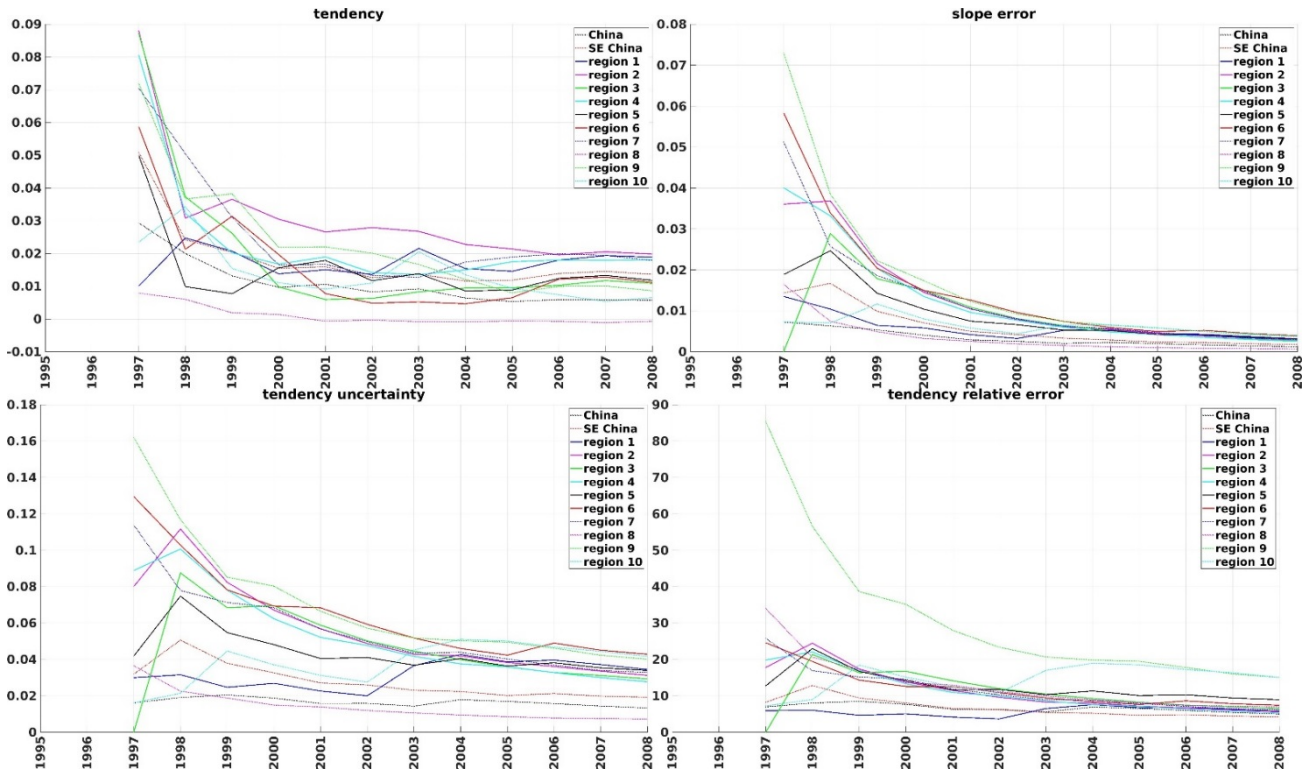 tendency
0.09
0.08
0.07
0.06
0.05
0.04
0.03
0.02
0.01
0
-0.01
1995
1996
1997
1998
1999
2000
2001
2002
2003
2004
2005
2006
2007
2008
China
SE China
region 1
region 2
region 3
region 4
region 5
region 6
region 7
region 8
region 9
region 10
slope error
0.08
0.07
0.06
0.05
0.04
0.03
0.02
0.01
0
1995
1996
1997
1998
1999
2000
2001
2002
2003
2004
2005
2006
2007
2008
China
SE China
region 1
region 2
region 3
region 4
region 5
region 6
region 7
region 8
region 9
region 10
tendency uncertainty
0.18
0.16
0.14
0.12
0.1
0.08
0.06
0.04
0.02
0
1995
1996
1997
1998
1999
2000
2001
2002
2003
2004
2005
2006
2007
2008
China
SE China
region 1
region 2
region 3
region 4
region 5
region 6
region 7
region 8
region 9
region 10
tendency relative error
90
80
70
60
50
40
30
20
10
0
1995
1996
1997
1998
1999
2000
2001
2002
2003
2004
2005
2006
2007
2008
China
SE China
region 1
region 2
region 3
region 4
region 5
region 6
region 7
region 8
region 9
region 10